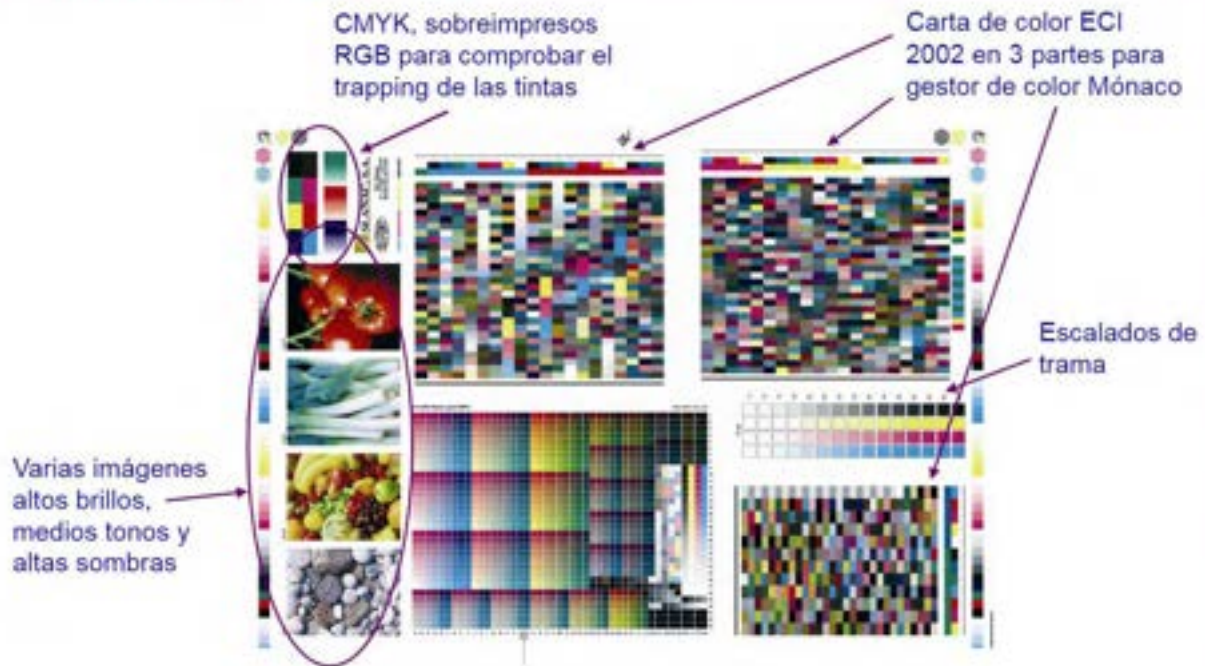 CMYK, sobreimpresos
RGB para comprobar el
trapping de las tintas
Carta de color ECI
2002 en 3 partes para
gestor de color Mónaco
Escalados de
trama
Varias imágenes
altos brillos,
medios tonos y
altas sombras